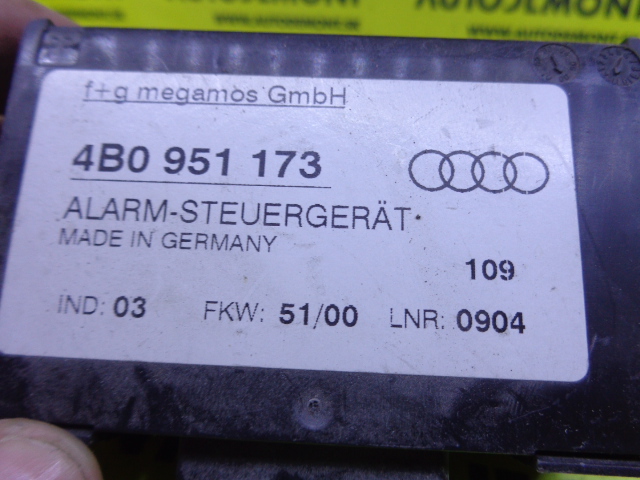 f+g megamos GmbH
4B0 951 173
ALARM-STEUERGERÄT
MADE IN GERMANY
109
IND: 03 FKW: 51/00 LNR: 0904